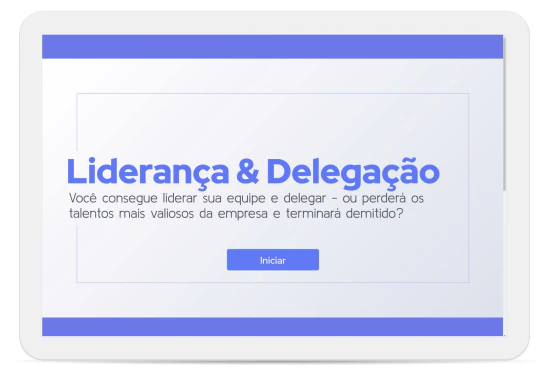 Liderança & Delegação
Você consegue liderar sua equipe e delegar - ou perderá os
talentos mais valiosos da empresa e terminará demitido?
Iniciar